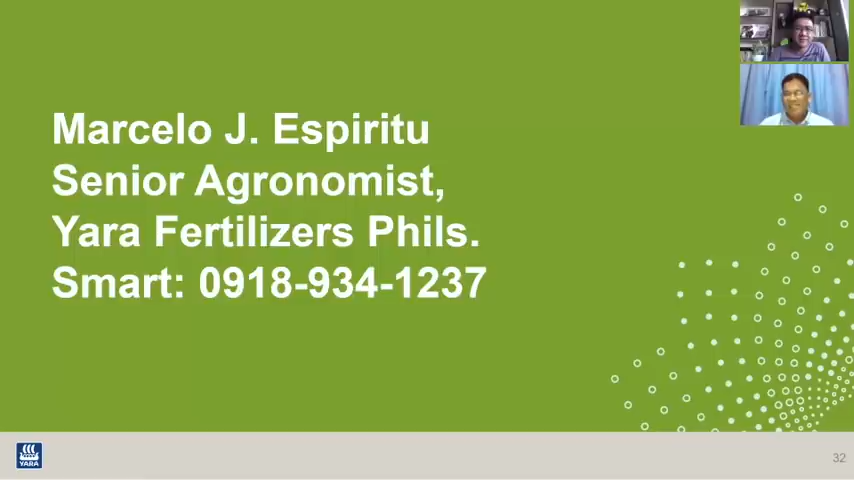 Marcelo J. Espiritu
Senior Agronomist,
Yara Fertilizers Phils.
Smart: 0918-934-1237
YARA
32